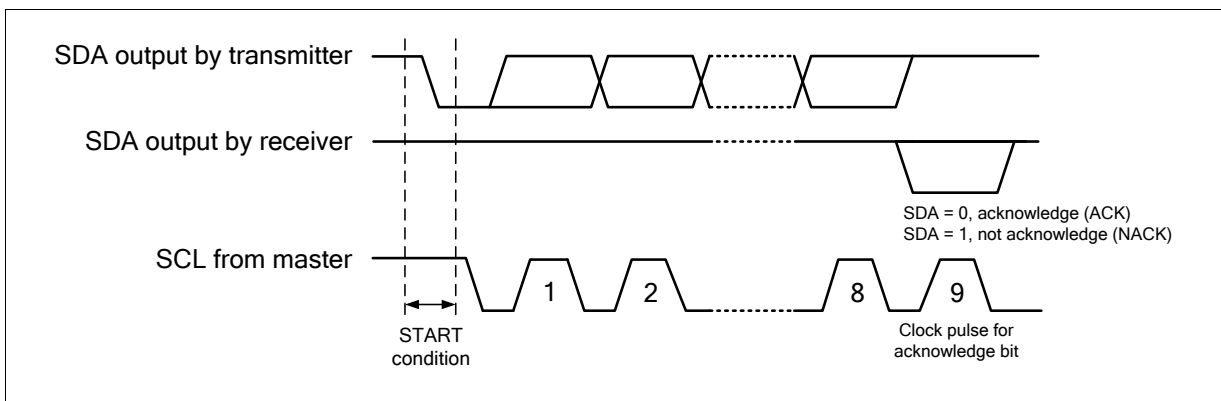 SDA output by transmitter
SDA output by receiver
SDA = 0, acknowledge (ACK)
SDA = 1, not acknowledge (NACK)
SCL from master
1
2
8
9
START
condition
Clock pulse for
acknowledge bit